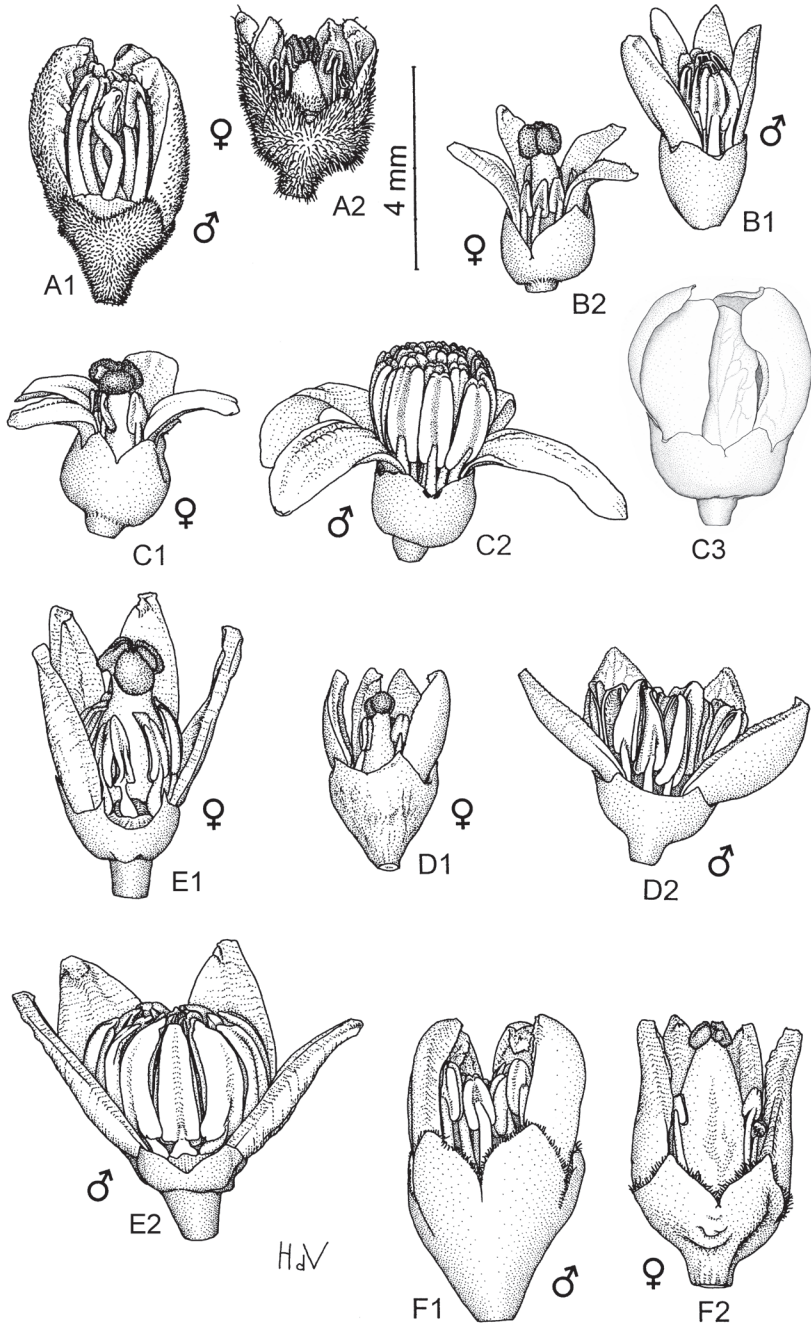 ♀
♂
A2
4 mm
♂
♀
B1
A1
B2
♀
C1
♂
C2
C3
♀
E1
♀
D1
♂
D2
♂
E2
HdV
F1
♂
♀
F2